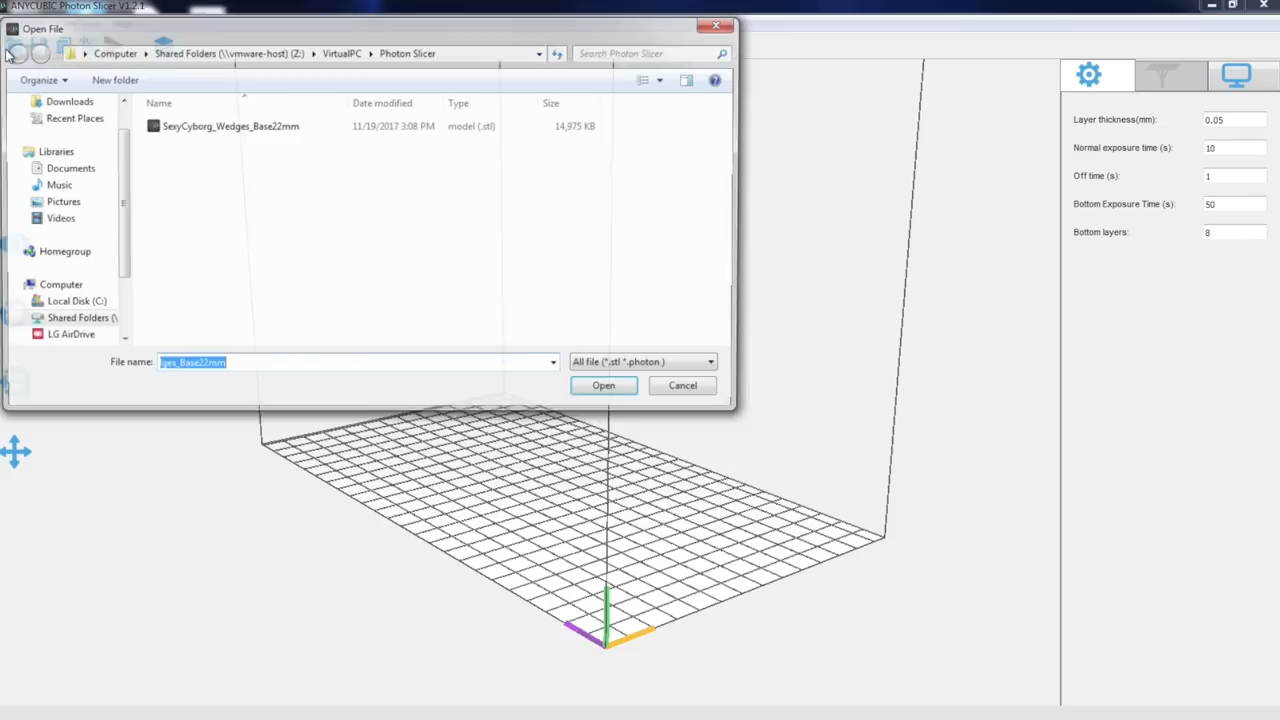 ANYCUBIC Photon Slicer V1.2.1
Open File
Computer Shared Folders (\\vmware-host) (Z:) VirtualPC Photon Slicer
Search Photon Slicer
Organize New folder
Name Date modified Type Size
SexyCyborg_Wedges_Base22mm 11/19/2017 3:08 PM model (.stl) 14,975 KB
Downloads
Recent Places
Libraries
Documents
Music
Pictures
Videos
Homegroup
Computer
Local Disk (C:)
Shared Folders (\
LG AirDrive
File name: ges_Base22mm All file (*.stl *.photon )
Open Cancel
Layer thickness(mm): 0.05
Normal exposure time (s): 10
Off time (s): 1
Bottom Exposure Time (s): 50
Bottom layers: 8